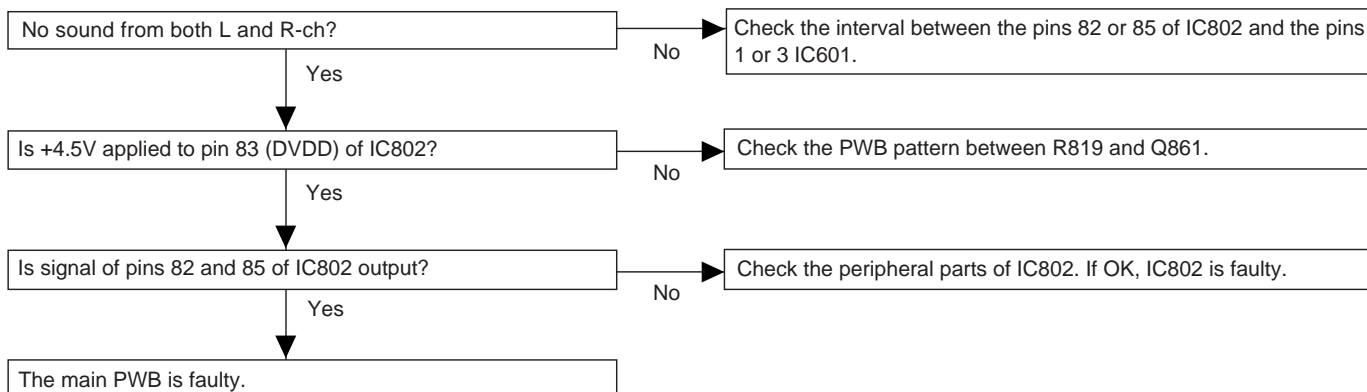 No sound from both L and R-ch?
No
Check the interval between the pins 82 or 85 of IC802 and the pins
1 or 3 IC601.
Yes
Is +4.5V applied to pin 83 (DVDD) of IC802?
No
Check the PWB pattern between R819 and Q861.
Yes
Is signal of pins 82 and 85 of IC802 output?
No
Check the peripheral parts of IC802. If OK, IC802 is faulty.
Yes
The main PWB is faulty.